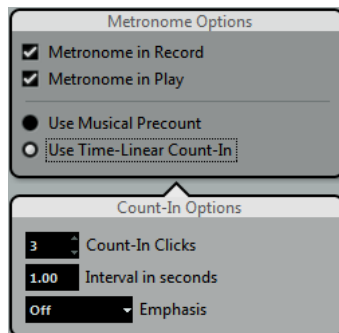 Metronome Options
Metronome in Record
Metronome in Play
Use Musical Precount
Use Time-Linear Count-In
Count-In Options
3 Count-In Clicks
1.00 Interval in seconds
Off Emphasis